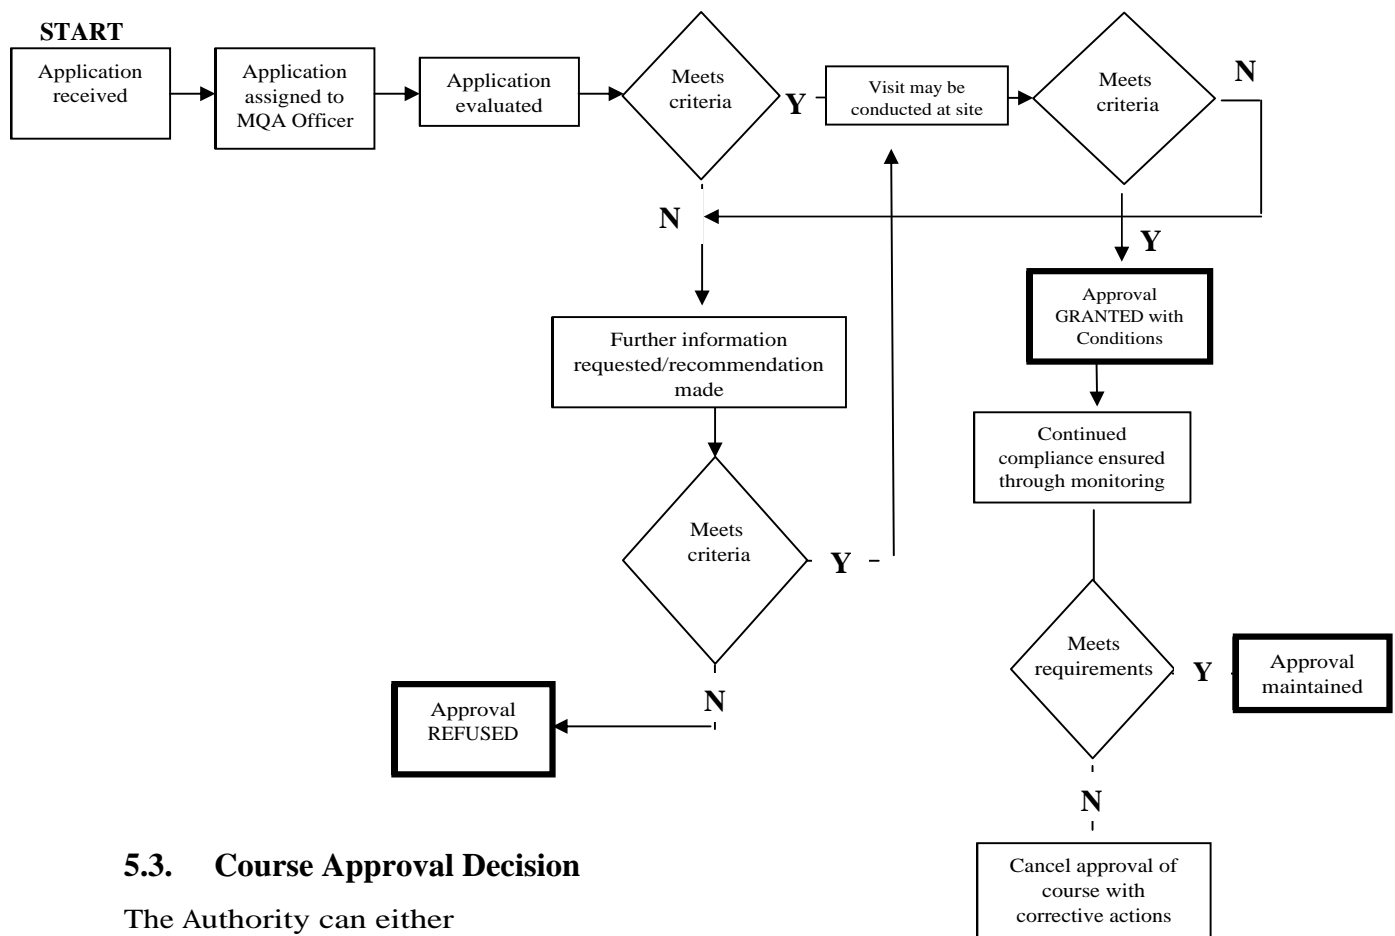 START
Application
received
Application
assigned to
MQA Officer
Application
evaluated
Meets
criteria
Y
Visit may be
conducted at site
Meets
criteria
N
N
Y
Approval
GRANTED with
Conditions
Further information
requested/recommendation
made
Continued
compliance ensured
through monitoring
Meets
criteria
Y
Meets
requirements
Y
Approval
maintained
N
Approval
REFUSED
N
Cancel approval of
course with
corrective actions
5.3. Course Approval Decision
The Authority can either